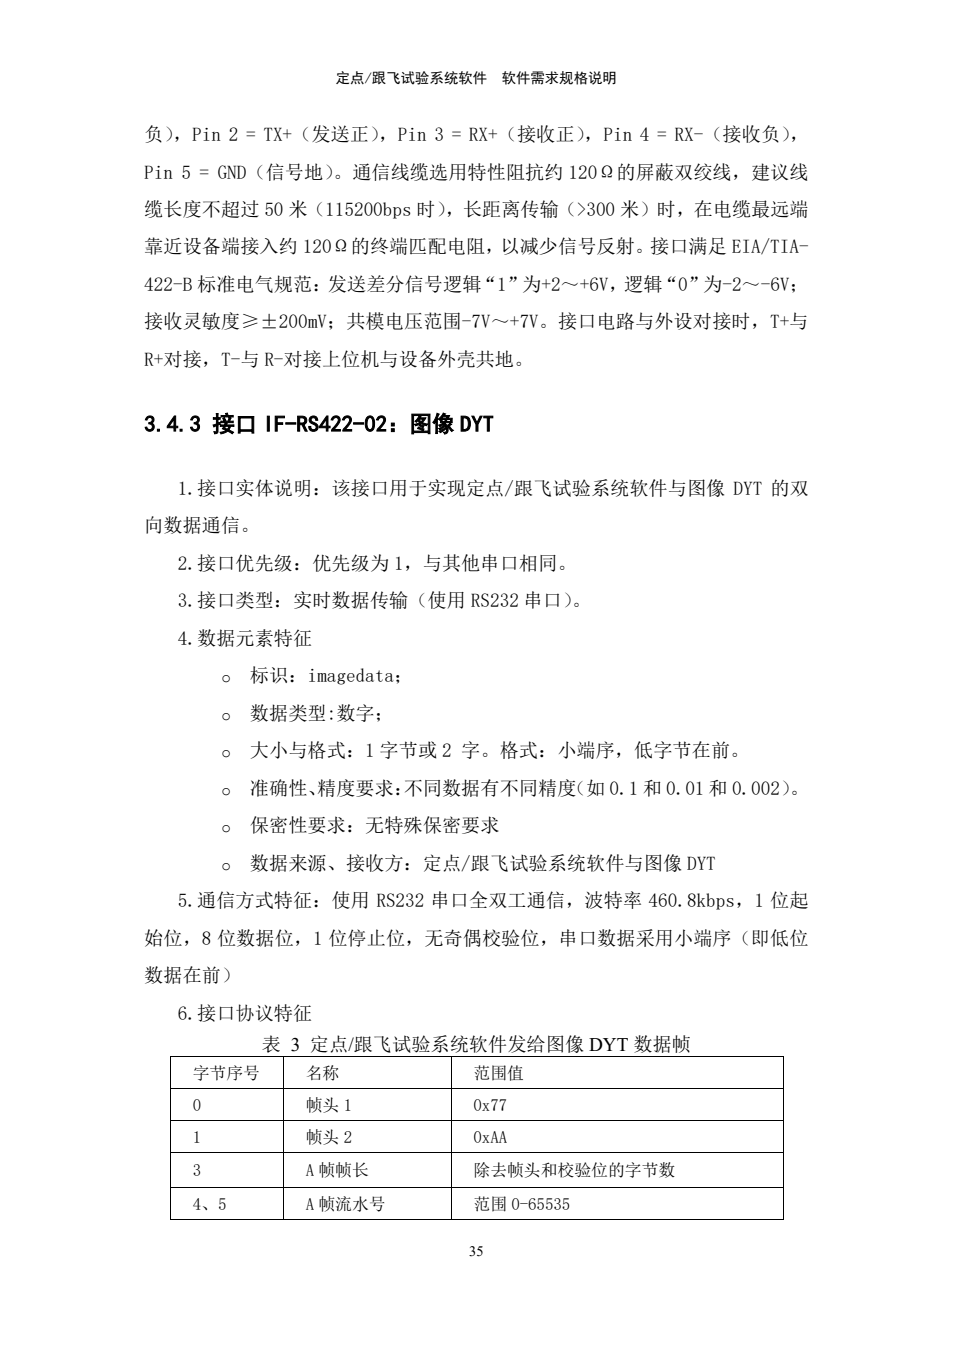 定点/跟飞试验系统软件　软件需求规格说明
负），Pin 2 = TX+（发送正），Pin 3 = RX+（接收正），Pin 4 = RX-（接收负），
Pin 5 = GND（信号地）。通信线缆选用特性阻抗约 120Ω的屏蔽双绞线，建议线
缆长度不超过 50 米（115200bps 时），长距离传输（>300 米）时，在电缆最远端
靠近设备端接入约 120Ω的终端匹配电阻，以减少信号反射。接口满足 EIA/TIA-
422-B 标准电气规范：发送差分信号逻辑“1”为+2～+6V，逻辑“0”为-2～-6V；
接收灵敏度≥±200mV；共模电压范围-7V～+7V。接口电路与外设对接时，T+与
R+对接，T-与 R-对接上位机与设备外壳共地。
3.4.3 接口 IF-RS422-02：图像 DYT
1.接口实体说明：该接口用于实现定点/跟飞试验系统软件与图像 DYT 的双
向数据通信。
2.接口优先级：优先级为 1，与其他串口相同。
3.接口类型：实时数据传输（使用 RS232 串口）。
4.数据元素特征
○ 标识：imagedata；
○ 数据类型:数字；
○ 大小与格式：1 字节或 2 字。格式：小端序，低字节在前。
○ 准确性、精度要求：不同数据有不同精度（如 0.1 和 0.01 和 0.002）。
○ 保密性要求：无特殊保密要求
○ 数据来源、接收方：定点/跟飞试验系统软件与图像 DYT
5.通信方式特征：使用 RS232 串口全双工通信，波特率 460.8kbps，1 位起
始位，8 位数据位，1 位停止位，无奇偶校验位，串口数据采用小端序（即低位
数据在前）
6.接口协议特征
表 3 定点/跟飞试验系统软件发给图像 DYT 数据帧
字节序号 名称 范围值
0 帧头 1 0x77
1 帧头 2 0xAA
3 A 帧帧长 除去帧头和校验位的字节数
4、5 A 帧流水号 范围 0-65535
35